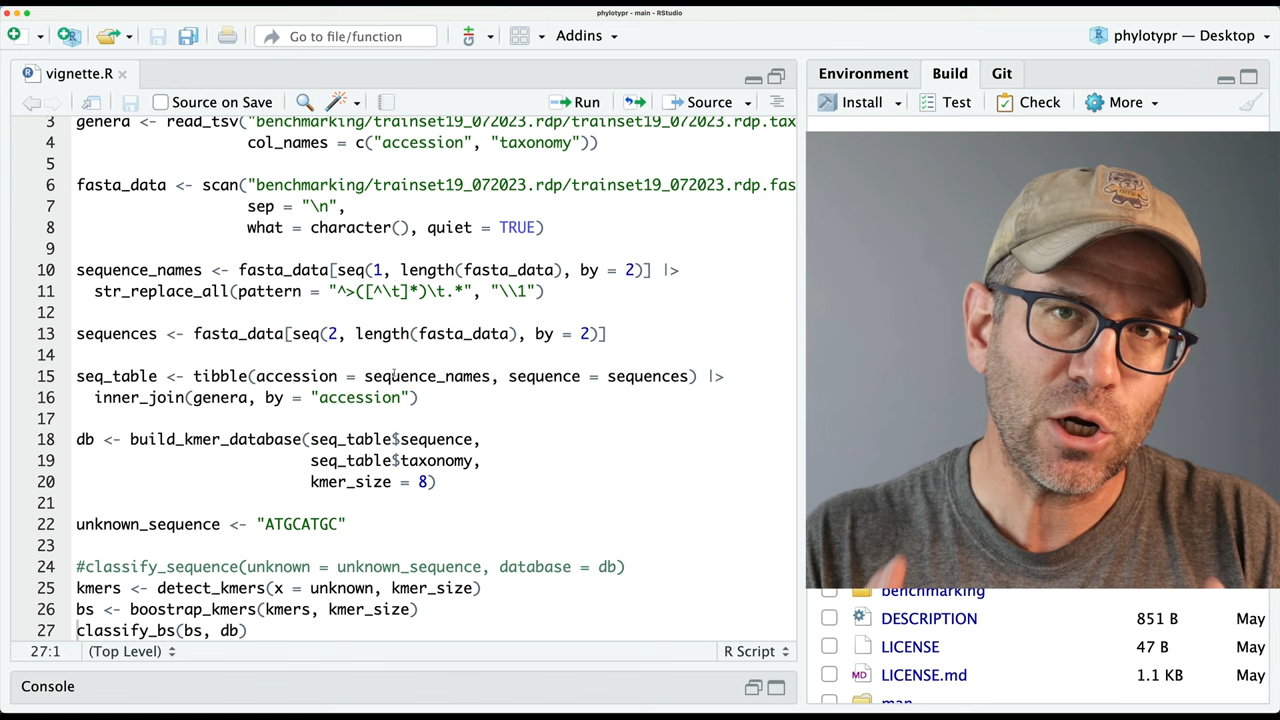 phylotypr - main - RStudio
Go to file/function
Addins
phylotypr — Desktop
vignette.R
Source on Save
Run
Source
3 genera <- read_tsv("benchmarking/trainset19_072023.rdp/trainset19_072023.rdp.tax
4 col_names = c("accession", "taxonomy"))
5
6 fasta_data <- scan("benchmarking/trainset19_072023.rdp/trainset19_072023.rdp.fas
7 sep = "\n",
8 what = character(), quiet = TRUE)
9
10 sequence_names <- fasta_data[seq(1, length(fasta_data), by = 2)] |>
11 str_replace_all(pattern = "^>([^\t]*)\t.*", "\\1")
12
13 sequences <- fasta_data[seq(2, length(fasta_data), by = 2)]
14
15 seq_table <- tibble(accession = sequence_names, sequence = sequences) |>
16 inner_join(genera, by = "accession")
17
18 db <- build_kmer_database(seq_table$sequence,
19 seq_table$taxonomy,
20 kmer_size = 8)
21
22 unknown_sequence <- "ATGCATGC"
23
24 #classify_sequence(unknown = unknown_sequence, database = db)
25 kmers <- detect_kmers(x = unknown, kmer_size)
26 bs <- boostrap_kmers(kmers, kmer_size)
27 classify_bs(bs, db)
27:1 (Top Level) R Script
Console
Environment Build Git
Install Test Check More
benchmarking
DESCRIPTION 851 B May
LICENSE 47 B May
MD LICENSE.md 1.1 KB May
man